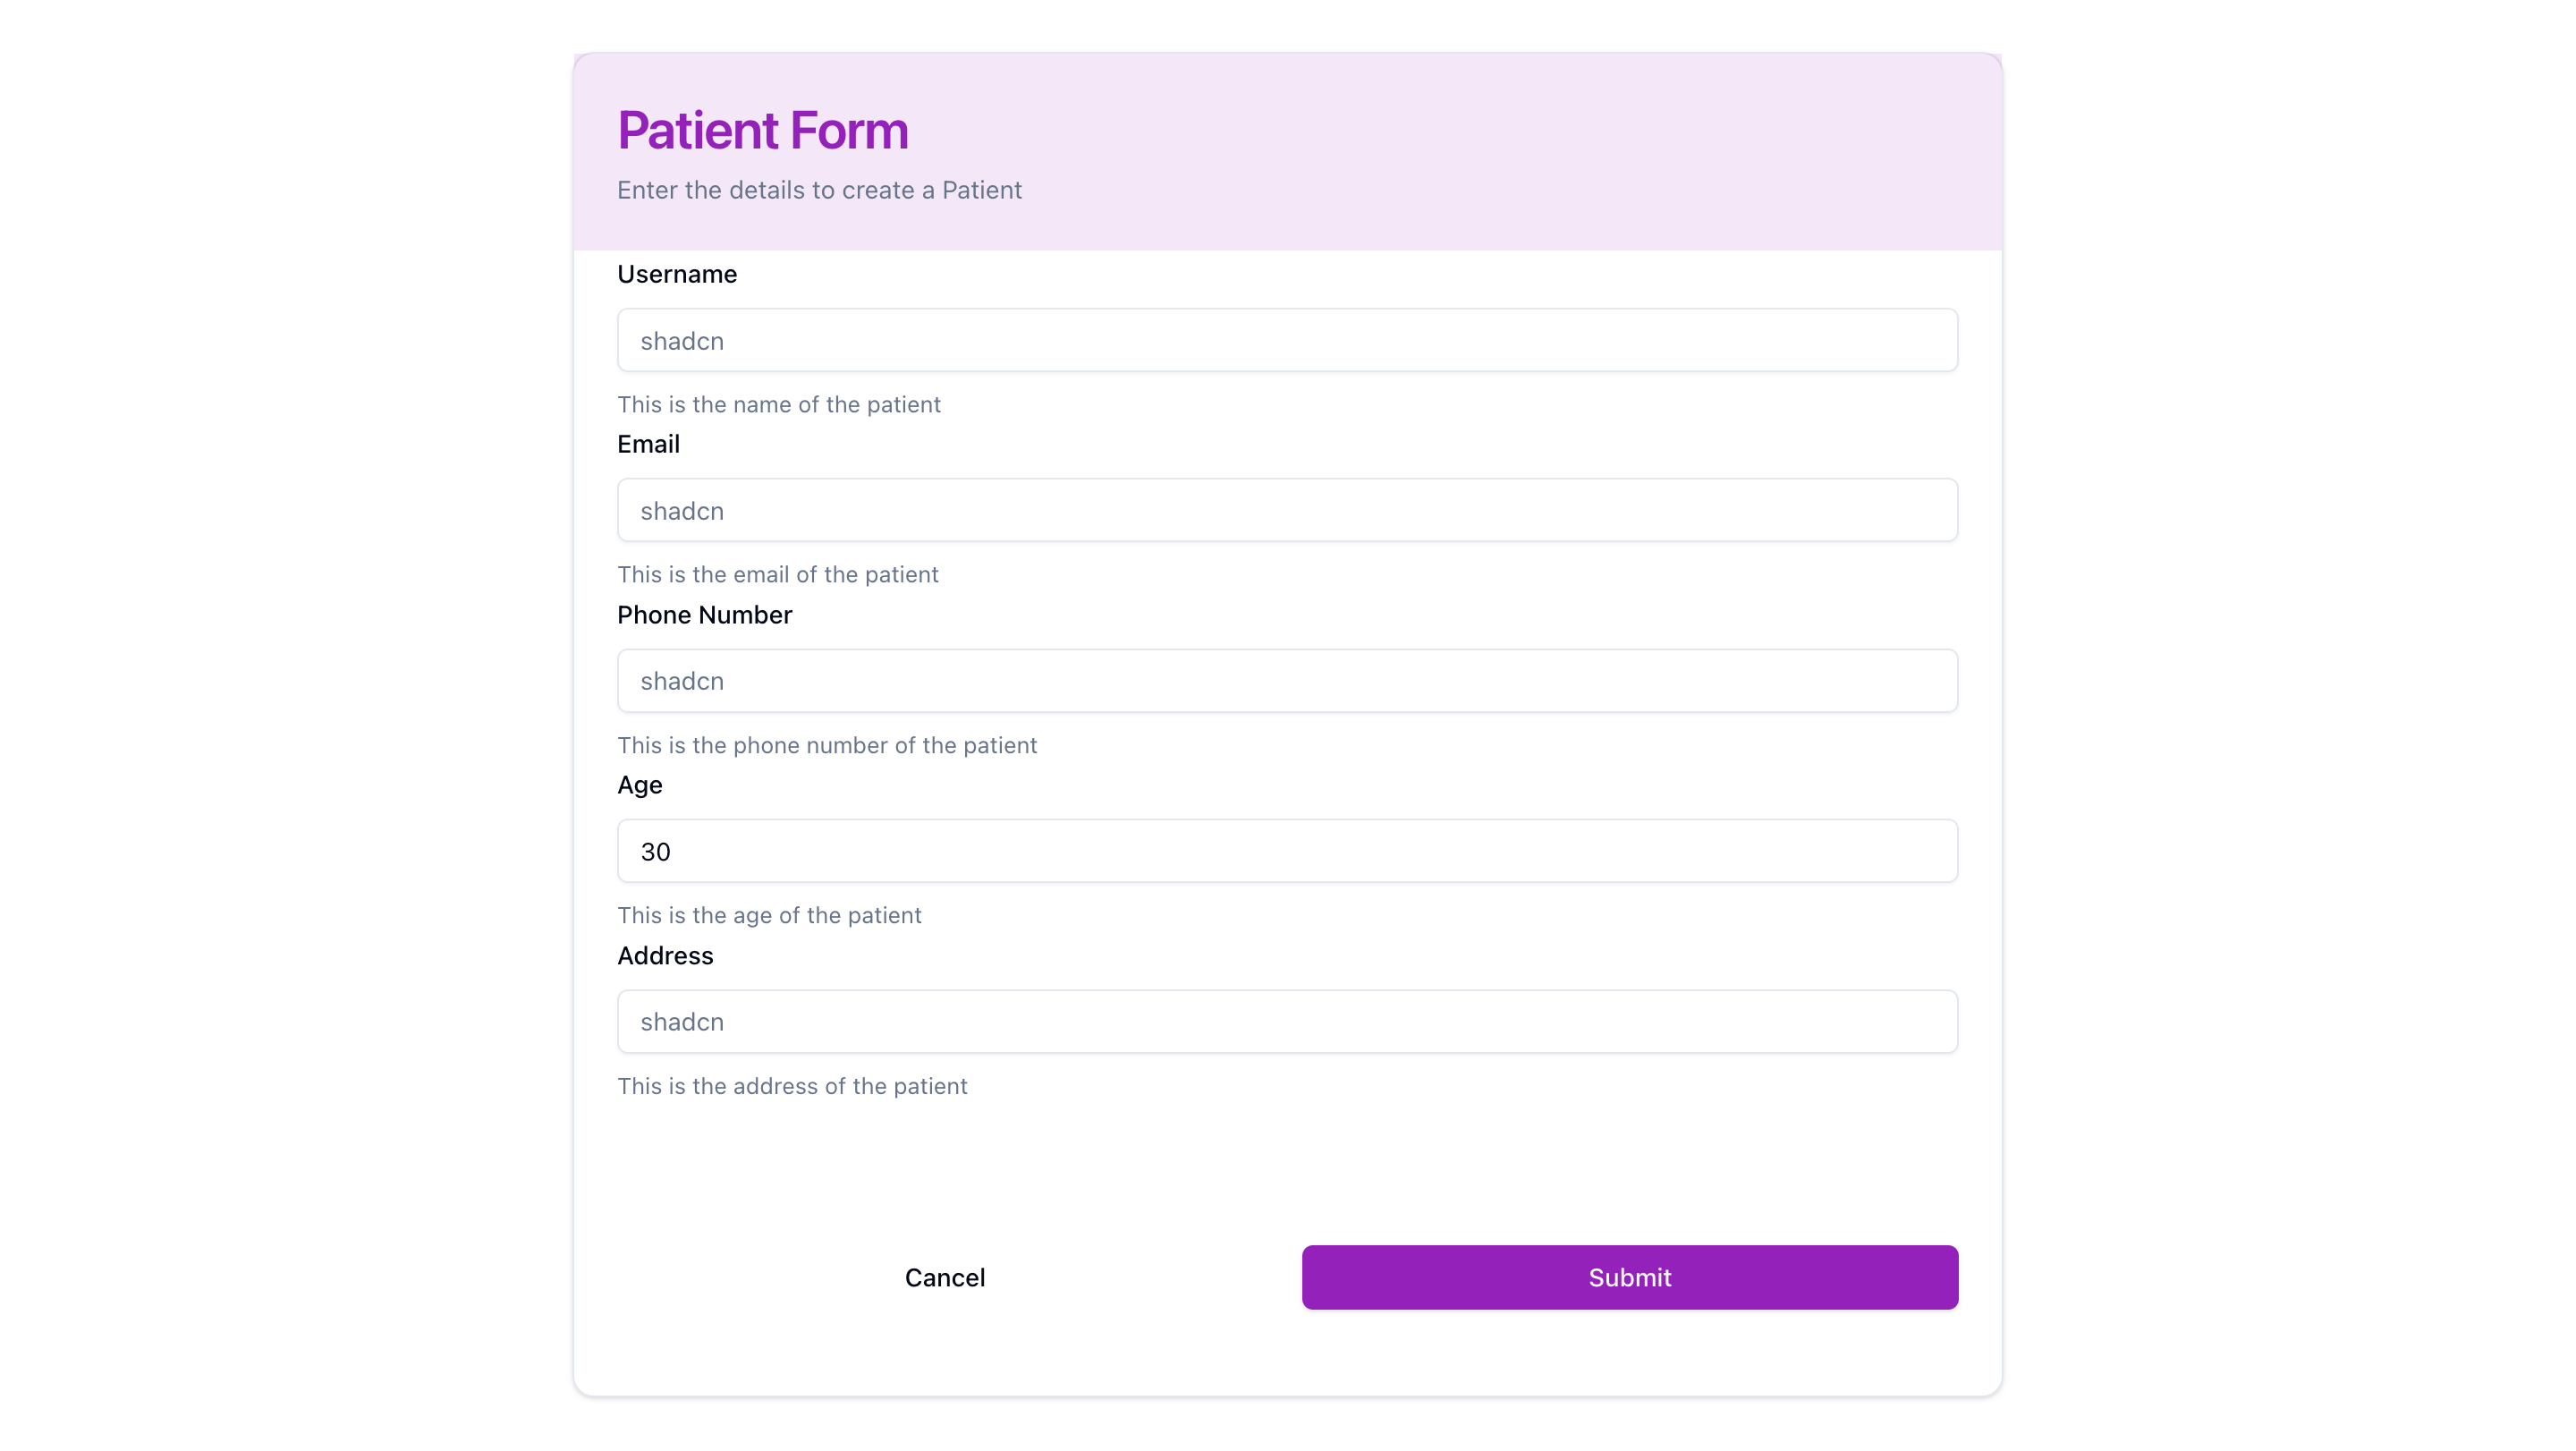 Patient Form
Enter the details to create a Patient
Username
shadcn
This is the name of the patient
Email
shadcn
This is the email of the patient
Phone Number
shadcn
This is the phone number of the patient
Age
30
This is the age of the patient
Address
shadcn
This is the address of the patient
Cancel
Submit